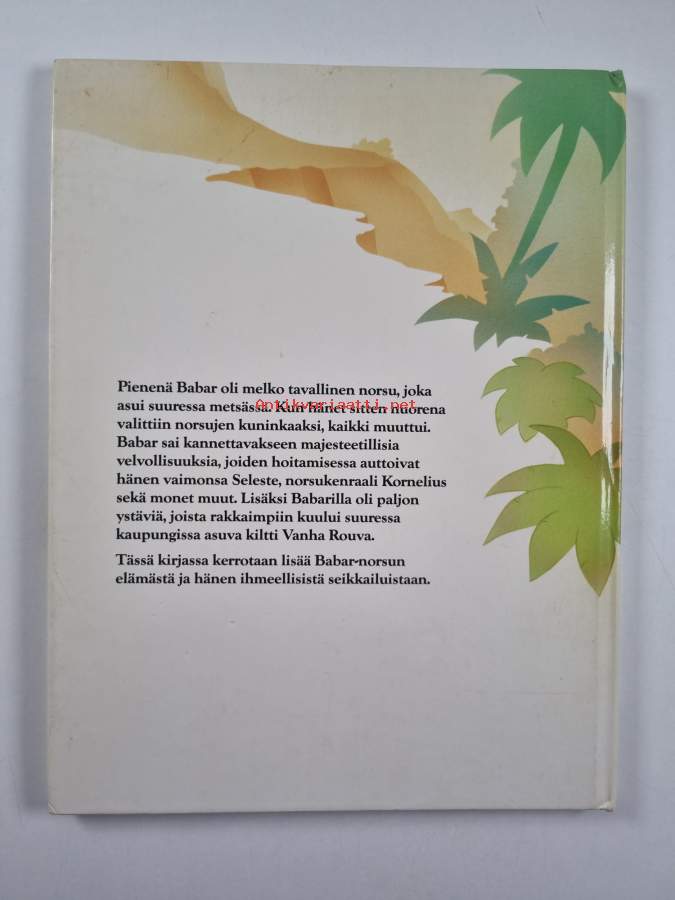 Pienenä Babar oli melko tavallinen norsu, joka
asui suuressa metsässä. Kun hänet sitten nuorena
Antikvariaatti.net
valittiin norsujen kuninkaaksi, kaikki muuttui.
Babar sai kannettavakseen majesteetillisia
velvollisuuksia, joiden hoitamisessa auttoivat
hänen vaimonsa Seleste, norsukenraali Kornelius
sekä monet muut. Lisäksi Babarilla oli paljon
ystäviä, joista rakkaimpiin kuului suuressa
kaupungissa asuva kiltti Vanha Rouva.
Tässä kirjassa kerrotaan lisää Babar-norsun
elämästä ja hänen ihmeellisistä seikkailuistaan.